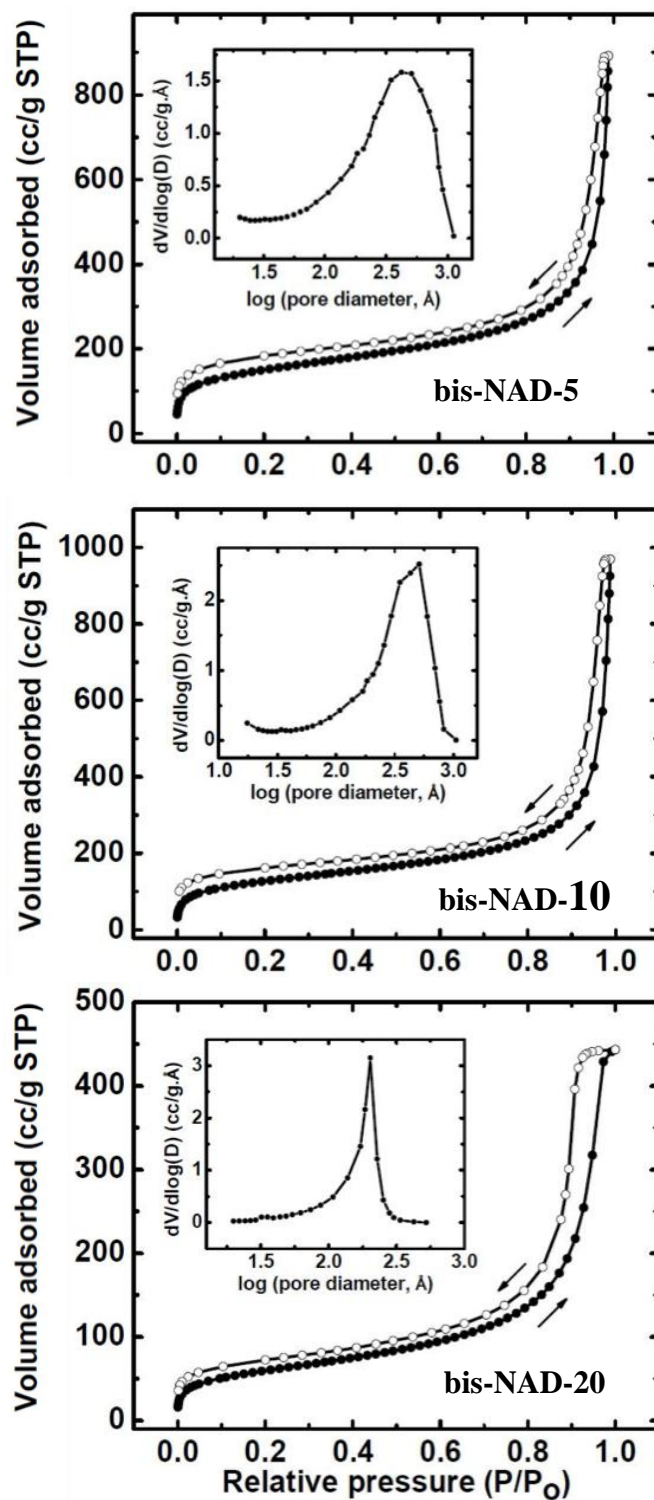 Volume adsorbed (cc/g STP)
800
600
400
200
0
0.0 0.2 0.4 0.6 0.8 1.0
dV/dlog(D) (cc/g.Å)
1.5
1.0
0.5
0.0
1.5 2.0 2.5 3.0
log (pore diameter, Å)
bis-NAD-5
Volume adsorbed (cc/g STP)
1000
800
600
400
200
0
0.0 0.2 0.4 0.6 0.8 1.0
dV/dlog(D) (cc/g.Å)
2
1
0
1.0 1.5 2.0 2.5 3.0
log (pore diameter, Å)
bis-NAD-10
Volume adsorbed (cc/g STP)
500
400
300
200
100
0
0.0 0.2 0.4 0.6 0.8 1.0
dV/dlog(D) (cc/g.Å)
3
2
1
0
1.5 2.0 2.5 3.0
log (pore diameter, Å)
bis-NAD-20
Relative pressure (P/Po)